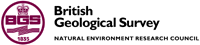 BGS
1835
British
Geological Survey
NATURAL ENVIRONMENT RESEARCH COUNCIL